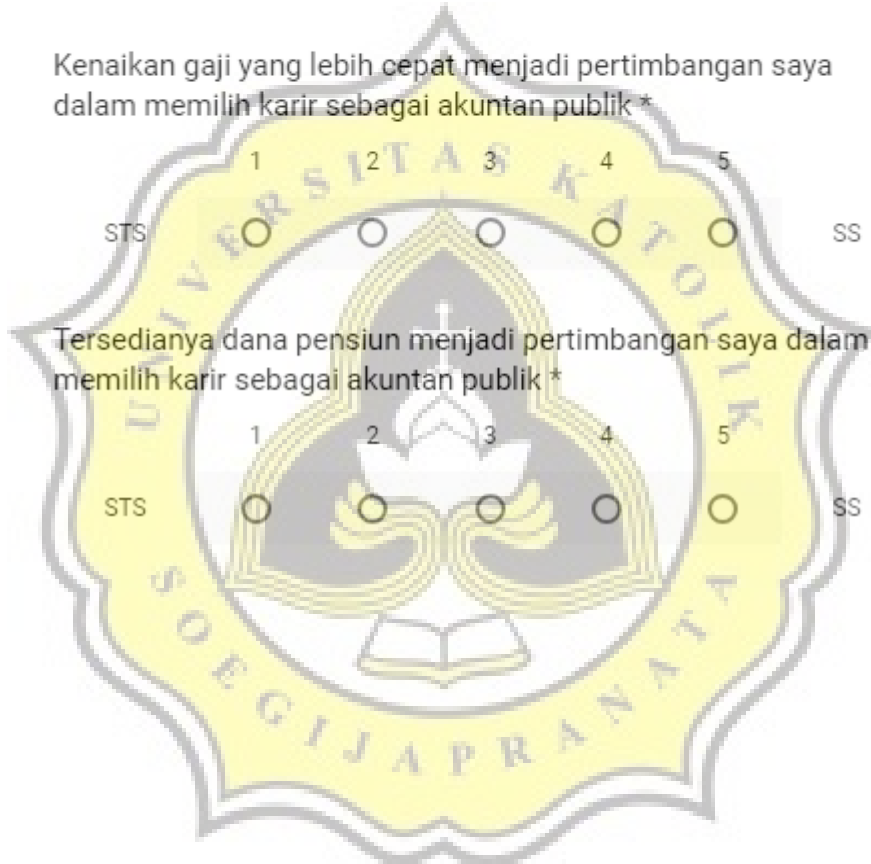 Kenaikan gaji yang lebih cepat menjadi pertimbangan saya
dalam memilih karir sebagai akuntan publik *
1 2 3 4 5
STS SS
Tersedianya dana pensiun menjadi pertimbangan saya dalam
memilih karir sebagai akuntan publik *
1 2 3 4 5
STS SS
UNIVERSITAS KATOLIK
SOEGIJAPRANATA